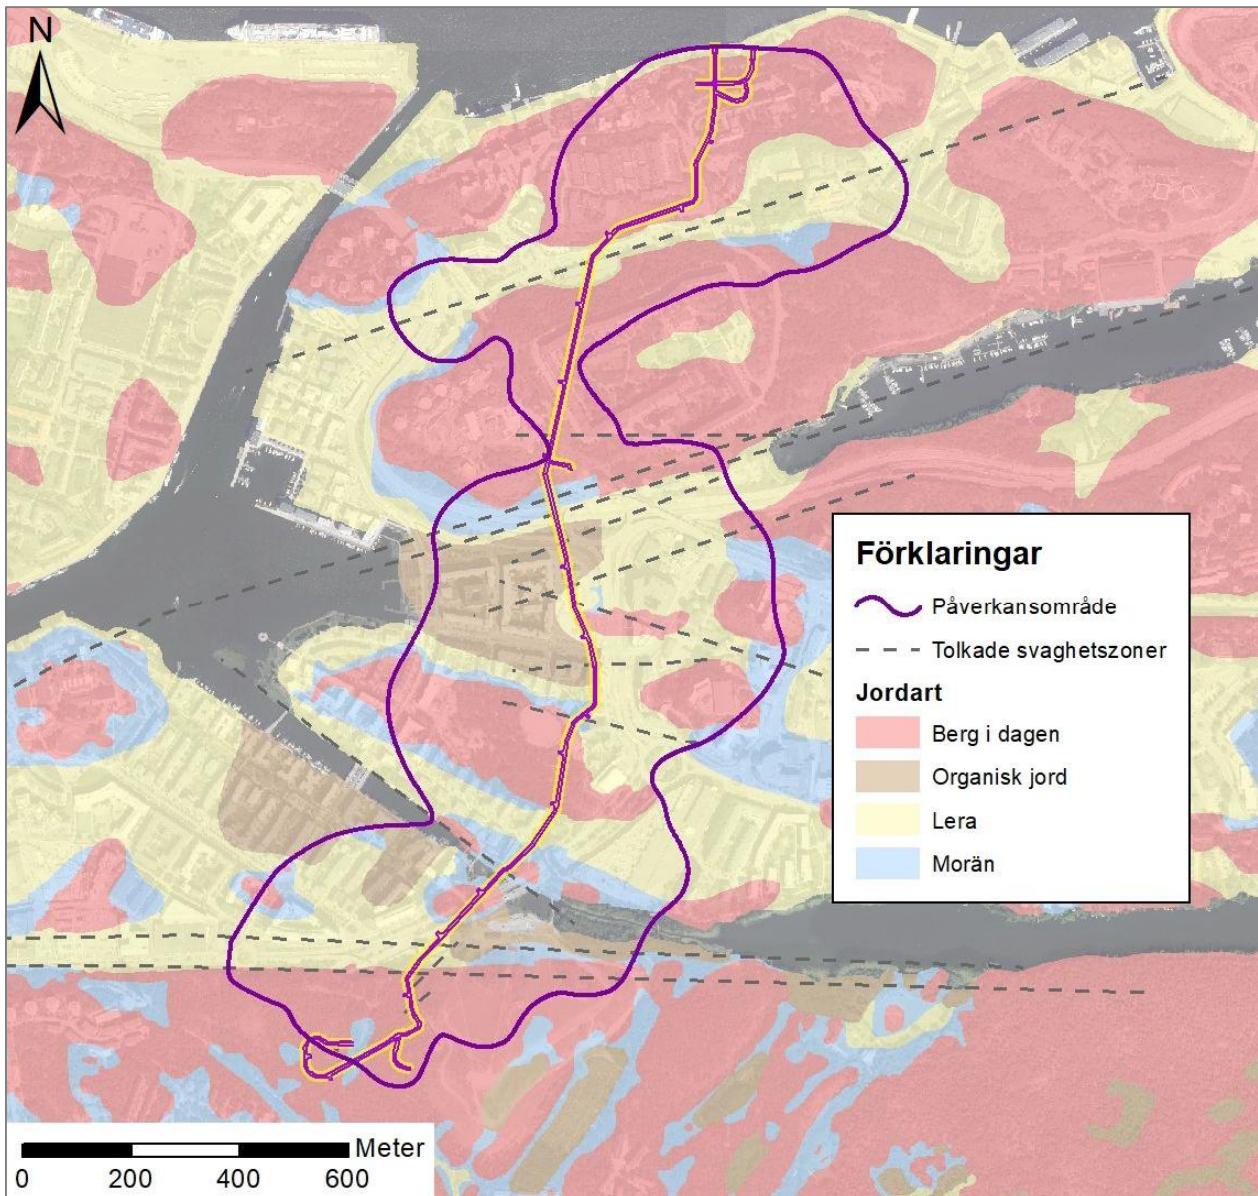 N
Förklaringar
Påverkansområde
Tolkade svaghetszoner
Jordart
Berg i dagen
Organisk jord
Lera
Morän
Meter
0 200 400 600